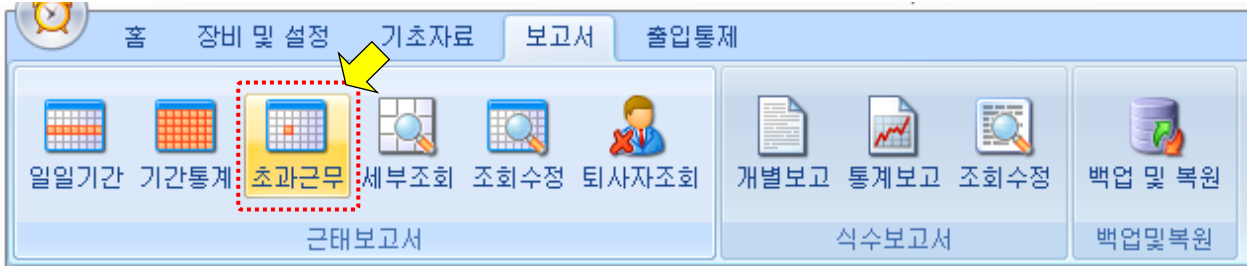 홈 장비 및 설정 기초자료 보고서 출입통제
일일기간 기간통계 초과근무 세부조회 조회수정 퇴사자조회 개별보고 통계보고 조회수정 백업 및 복원
근태보고서 식수보고서 백업및복원